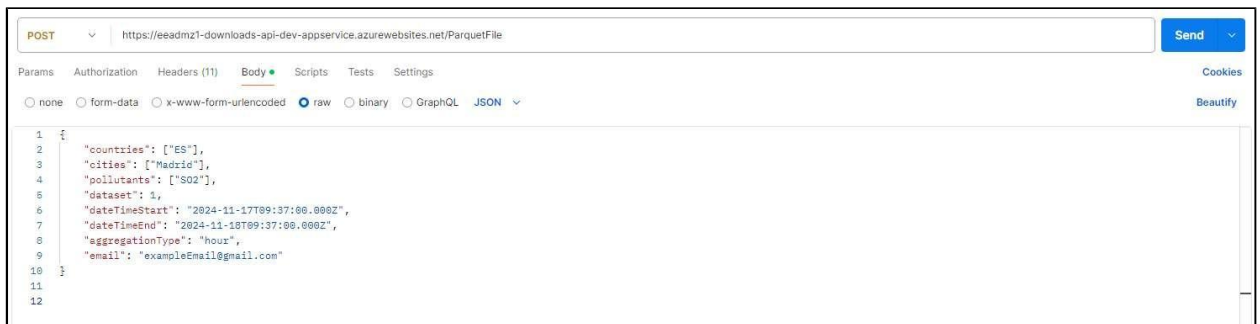 POST https://eeadmz1-downloads-api-dev-appservice.azurewebsites.net/ParquetFile Send
Params Authorization Headers (11) Body Scripts Tests Settings Cookies
none form-data x-www-form-urlencoded raw binary GraphQL JSON Beautify
1 {
2 "countries": ["ES"],
3 "cities": ["Madrid"],
4 "pollutants": ["SO2"],
5 "dataset": 1,
6 "dateTimeStart": "2024-11-17T09:37:00.000Z",
7 "dateTimeEnd": "2024-11-18T09:37:00.000Z",
8 "aggregationType": "hour",
9 "email": "exampleEmail@gmail.com"
10 }
11
12